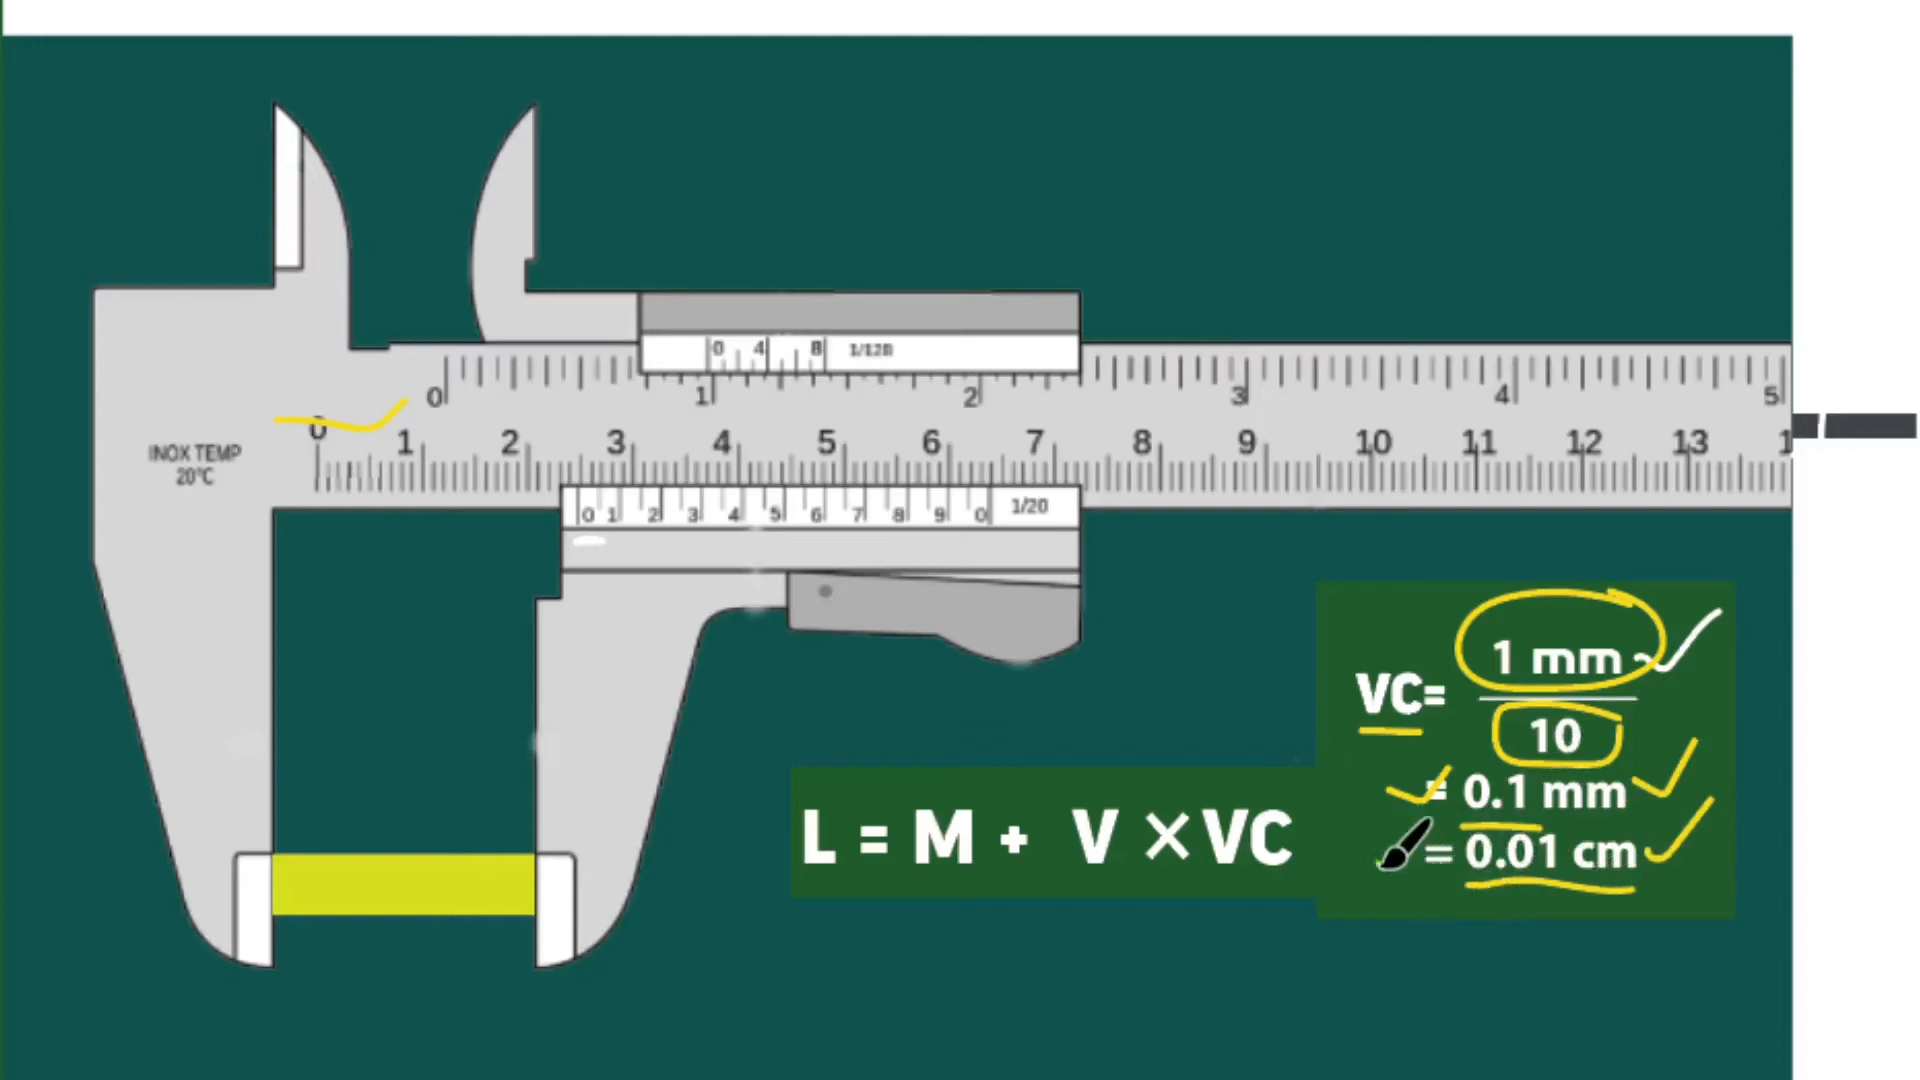 0 4 8 1/128
0 1 2 3 4 5
0 1 2 3 4 5 6 7 8 9 10 11 12 13 1
INOX TEMP
20°C
0 1 2 3 4 5 6 7 8 9 0 1/20
1 mm
VC=
10
= 0.1 mm
= 0.01 cm
L = M + V × VC